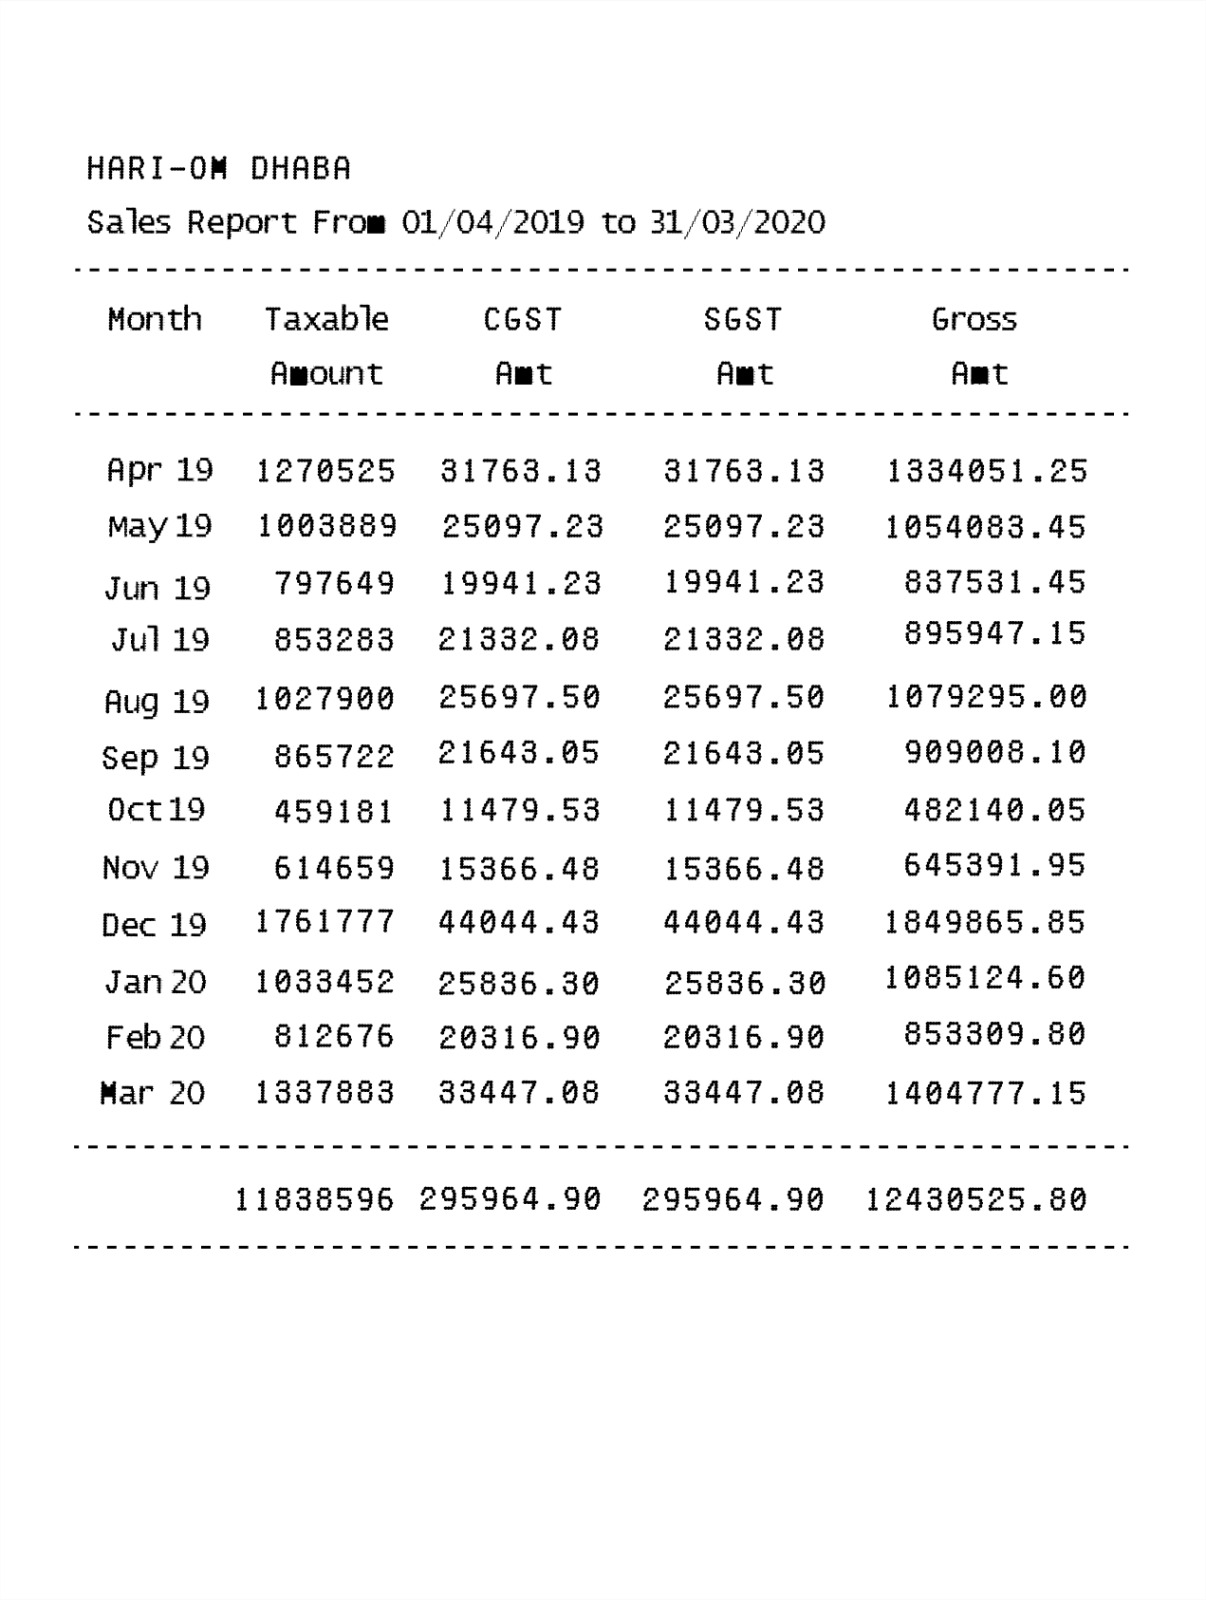 HARI-OM DHABA
Sales Report From 01/04/2019 to 31/03/2020
Month Taxable CGST SGST Gross
Amount Amt Amt Amt
Apr 19 1270525 31763.13 31763.13 1334051.25
May 19 1003889 25097.23 25097.23 1054083.45
Jun 19 797649 19941.23 19941.23 837531.45
Jul 19 853283 21332.08 21332.08 895947.15
Aug 19 1027900 25697.50 25697.50 1079295.00
Sep 19 865722 21643.05 21643.05 909008.10
Oct 19 459181 11479.53 11479.53 482140.05
Nov 19 614659 15366.48 15366.48 645391.95
Dec 19 1761777 44044.43 44044.43 1849865.85
Jan 20 1033452 25836.30 25836.30 1085124.60
Feb 20 812676 20316.90 20316.90 853309.80
Mar 20 1337883 33447.08 33447.08 1404777.15
11838596 295964.90 295964.90 12430525.80